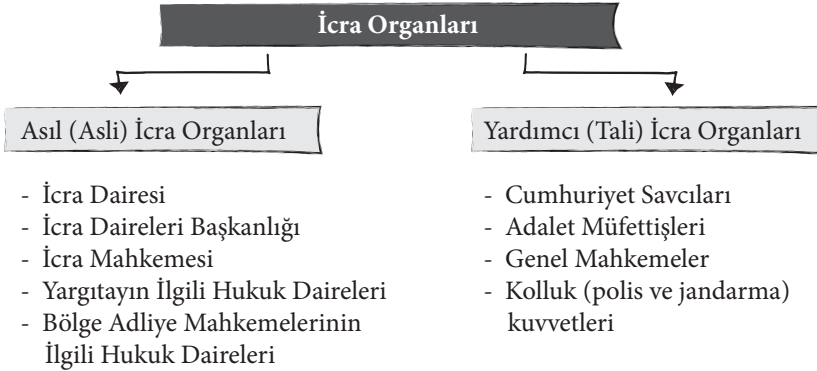 İcra Organları
Asıl (Asli) İcra Organları
- İcra Dairesi
- İcra Daireleri Başkanlığı
- İcra Mahkemesi
- Yargıtayın İlgili Hukuk Daireleri
- Bölge Adliye Mahkemelerinin
İlgili Hukuk Daireleri
Yardımcı (Tali) İcra Organları
- Cumhuriyet Savcıları
- Adalet Müfettişleri
- Genel Mahkemeler
- Kolluk (polis ve jandarma)
kuvvetleri